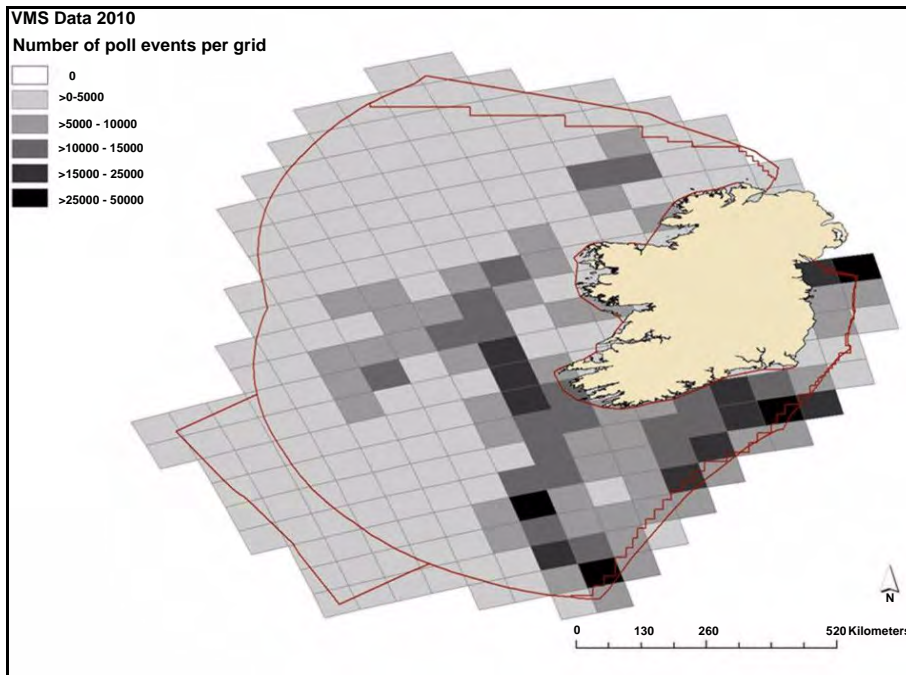 VMS Data 2010
Number of poll events per grid
0
>0-5000
>5000 - 10000
>10000 - 15000
>15000 - 25000
>25000 - 50000
N
0 130 260 520 Kilometers